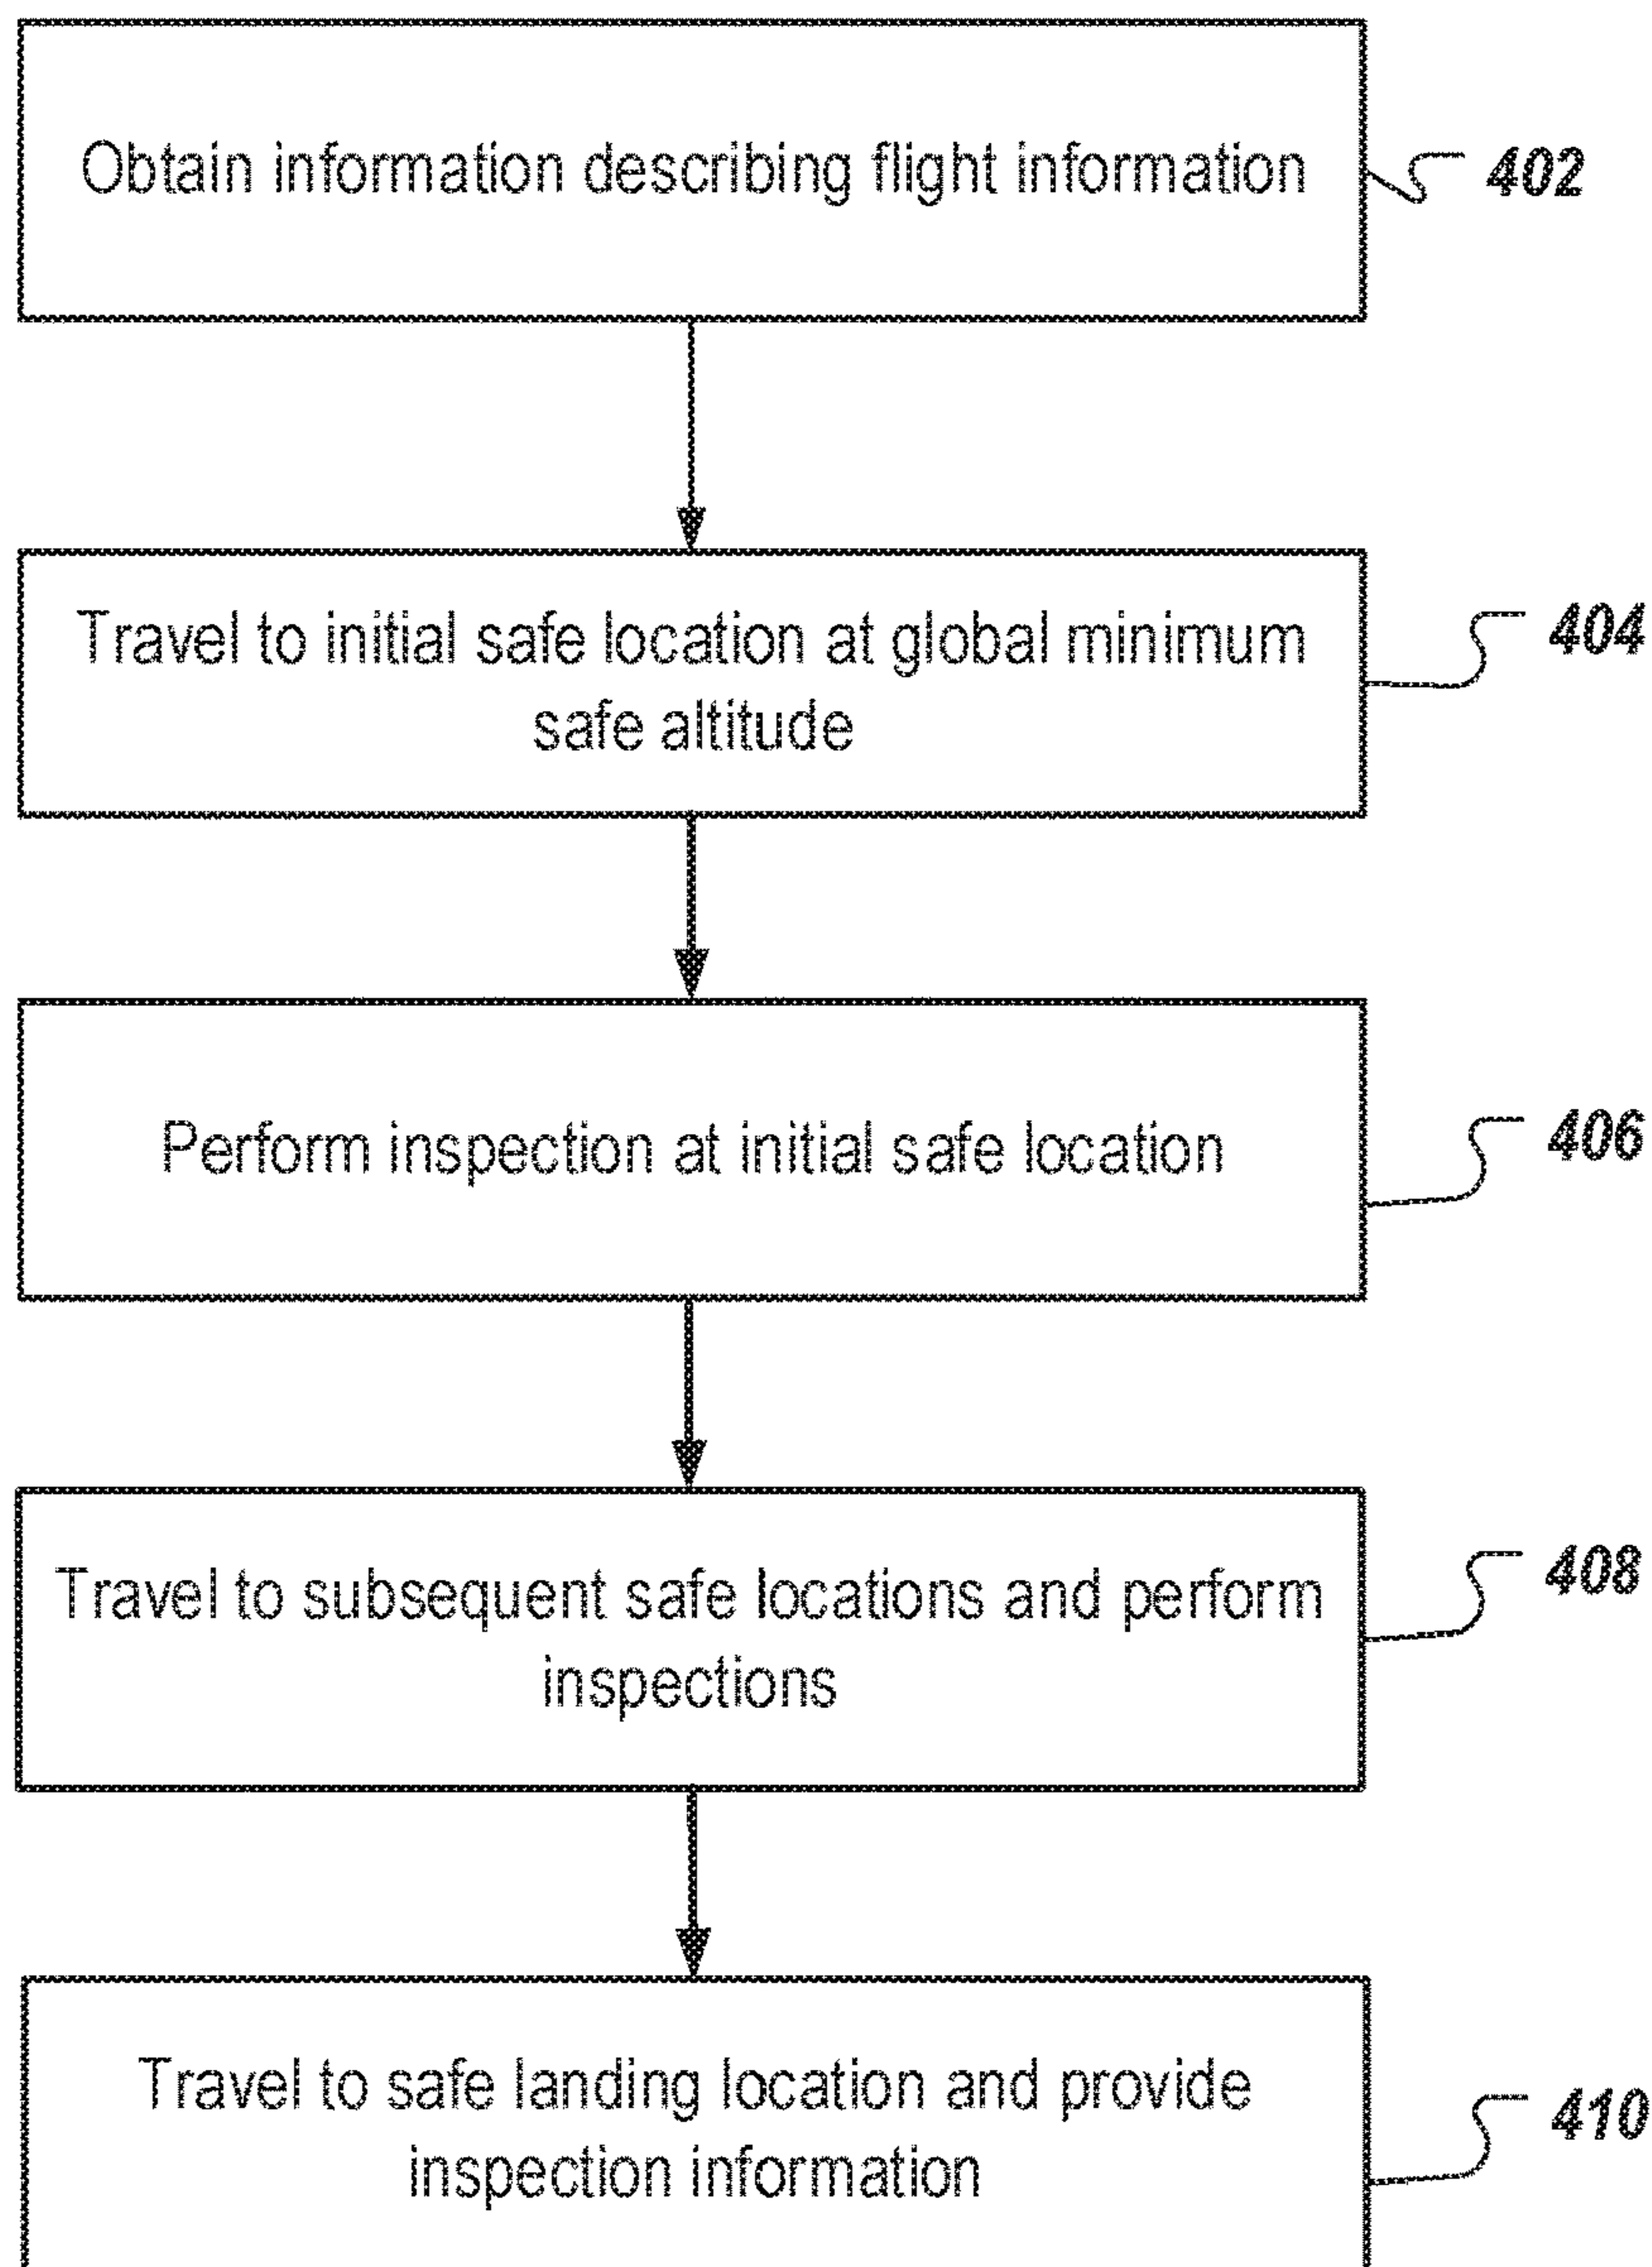 Obtain information describing flight information
402
Travel to initial safe location at global minimum
safe altitude
404
Perform inspection at initial safe location
406
Travel to subsequent safe locations and perform
inspections
408
Travel to safe landing location and provide
inspection information
410